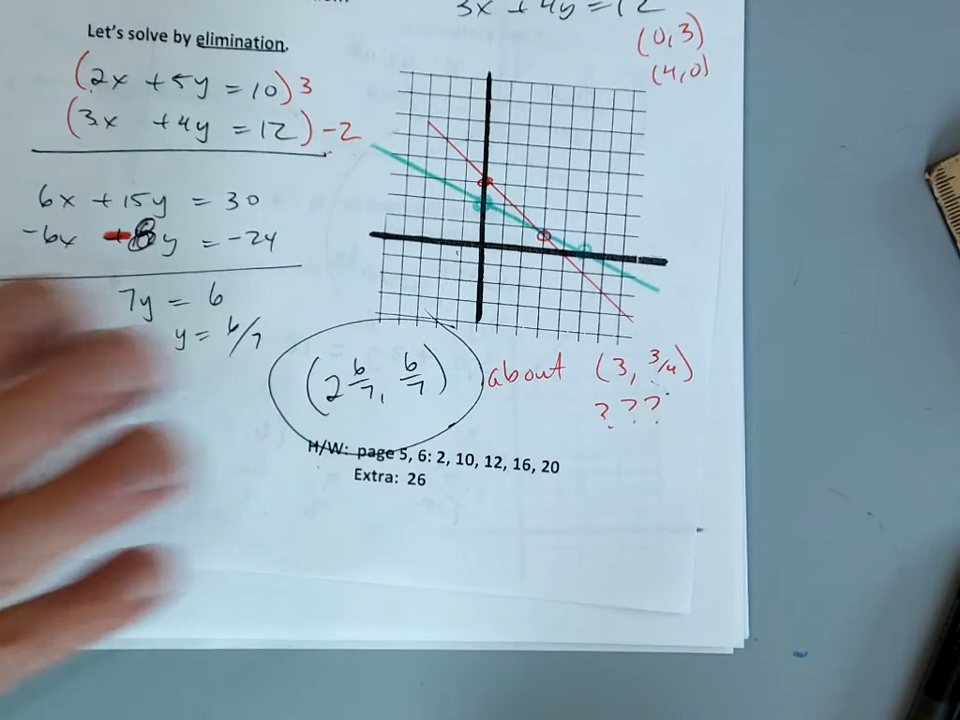 3x + 4y = 12
(0, 3)
(4, 0)
Let's solve by elimination.
(2x + 5y = 10) 3
(3x + 4y = 12) -2
6x + 15y = 30
-6x - 8y = -24
7y = 6
y = 6/7
(2 6/7, 6/7)
about (3, 3/4)
? ? ?
H/W: page 5, 6: 2, 10, 12, 16, 20
Extra: 26